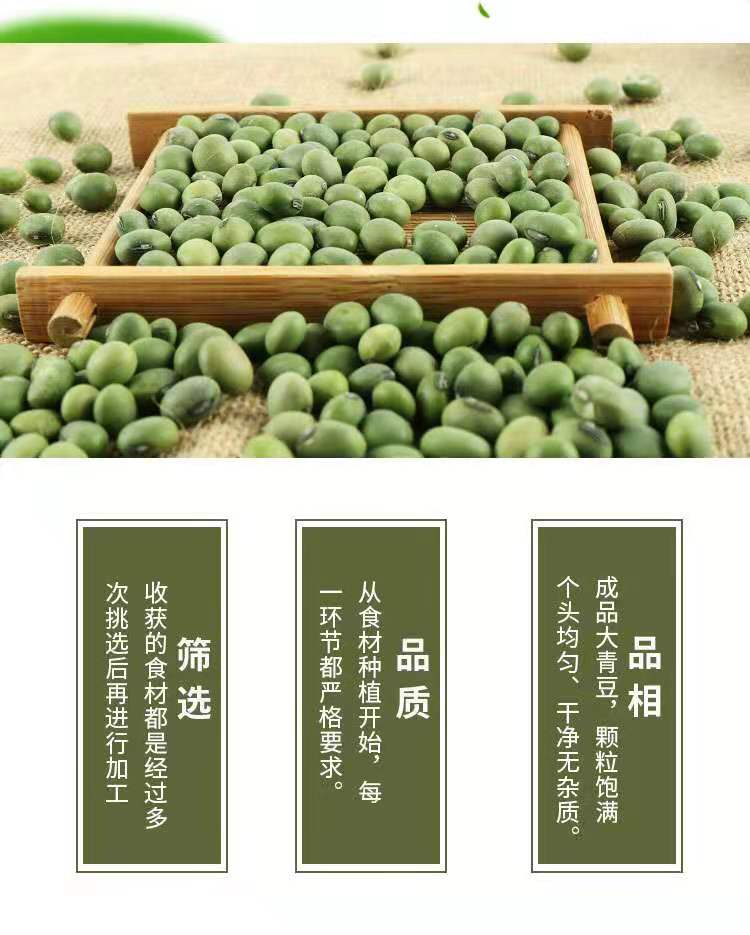 筛选
收获的食材都是经过多
次挑选后再进行加工
品质
从食材种植开始，每
一环节都严格要求。
品相
成品大青豆，颗粒饱满
个头均匀、干净无杂质。